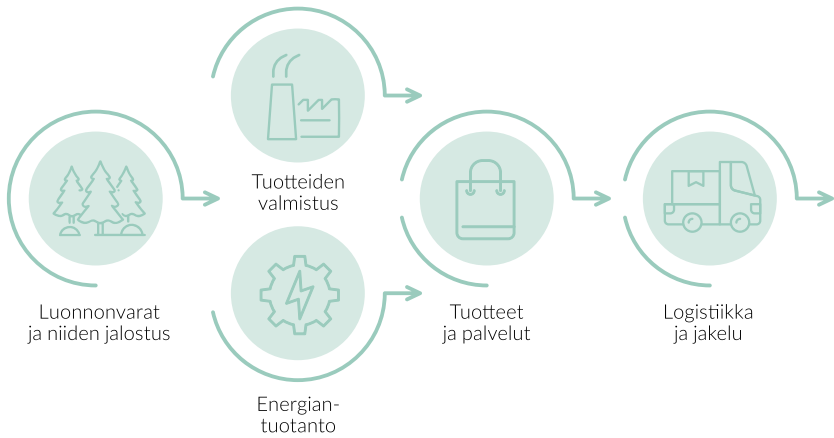 Luonnonvarat
ja niiden jalostus
Tuotteiden
valmistus
Energian-
tuotanto
Tuotteet
ja palvelut
Logistiikka
ja jakelu